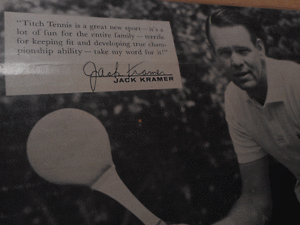 "Titch Tennis is a great new sport — it's a
lot of fun for the entire family — terrific
for keeping fit and developing true cham-
pionship ability — take my word for it!"
Jack Kramer
JACK KRAMER